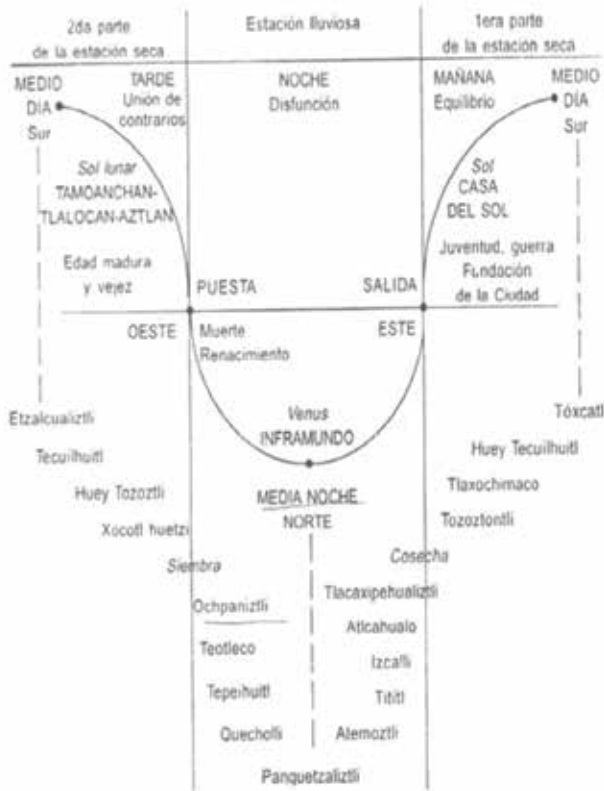 2da parte
de la estación seca
Estación lluviosa
1era parte
de la estación seca
MEDIO
DÍA
Sur
TARDE
Unión de
contrarios
NOCHE
Disfunción
MAÑANA
Equilibrio
MEDIO
DÍA
Sur
Sol lunar
TAMOANCHAN-
TLALOCAN-AZTLAN
Sol
CASA
DEL SOL
Edad madura
y vejez
Juventud, guerra
Fundación
de la Ciudad
PUESTA
SALIDA
OESTE
Muerte
Renacimiento
ESTE
Venus
INFRAMUNDO
Etzalcualiztli
Tóxcatl
Tecuilhuitl
Huey Tecuilhuitl
Huey Tozoztli
Tlaxochimaco
Xocotl huetzi
Tozoztontli
MEDIA NOCHE
NORTE
Siembra
Cosecha
Ochpaniztli
Tlacaxipehualiztli
Teotleco
Atlcahualo
Izcalli
Tepeihuitl
Tititl
Quecholli
Atemoztli
Panquetzaliztli